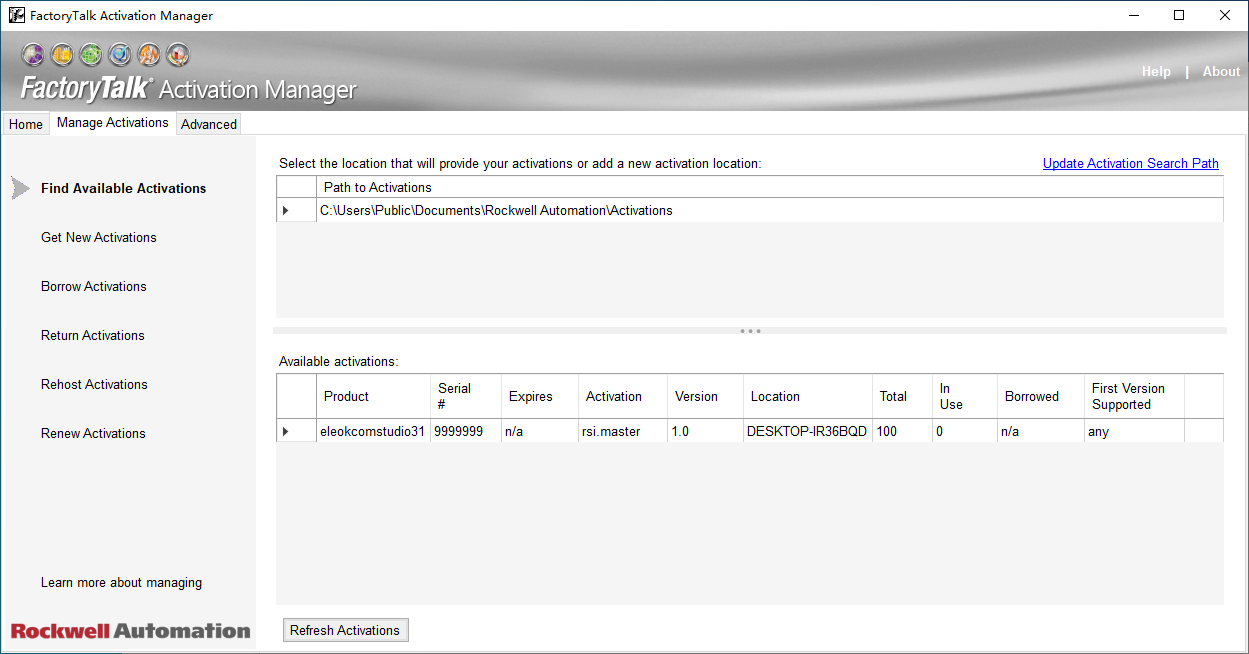 FactoryTalk Activation Manager
FactoryTalk® Activation Manager
Help | About
Home Manage Activations Advanced
Find Available Activations
Get New Activations
Borrow Activations
Return Activations
Rehost Activations
Renew Activations
Learn more about managing
Rockwell Automation
Select the location that will provide your activations or add a new activation location:
Update Activation Search Path
Path to Activations
C:\Users\Public\Documents\Rockwell Automation\Activations
Available activations:
Product Serial # Expires Activation Version Location Total In Use Borrowed First Version Supported
eleokcomstudio31 9999999 n/a rsi.master 1.0 DESKTOP-IR36BQD 100 0 n/a any
Refresh Activations